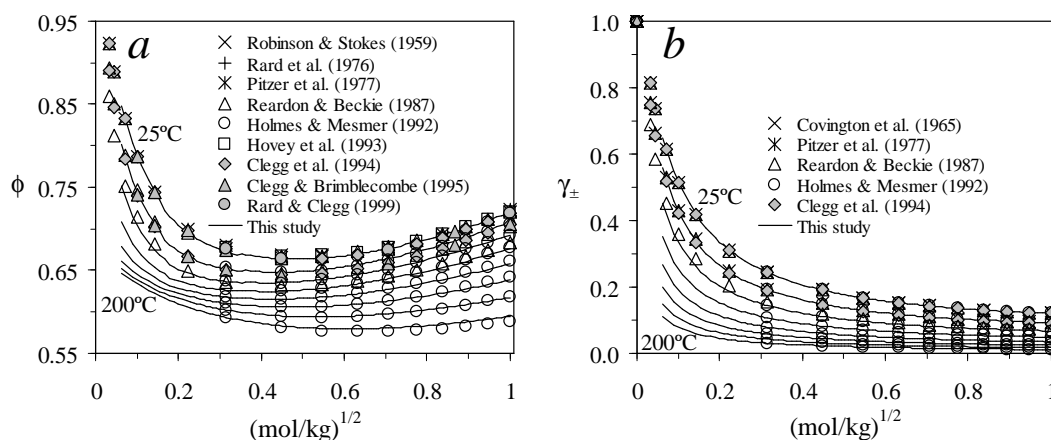 a
0.95
0.85
0.75
0.65
0.55
ϕ
25ºC
200ºC
Robinson & Stokes (1959)
Rard et al. (1976)
Pitzer et al. (1977)
Reardon & Beckie (1987)
Holmes & Mesmer (1992)
Hovey et al. (1993)
Clegg et al. (1994)
Clegg & Brimblecombe (1995)
Rard & Clegg (1999)
This study
0 0.2 0.4 0.6 0.8 1
(mol/kg)^1/2
b
1.0
0.8
0.6
0.4
0.2
0.0
γ±
25ºC
200ºC
Covington et al. (1965)
Pitzer et al. (1977)
Reardon & Beckie (1987)
Holmes & Mesmer (1992)
Clegg et al. (1994)
This study
0 0.2 0.4 0.6 0.8 1
(mol/kg)^1/2